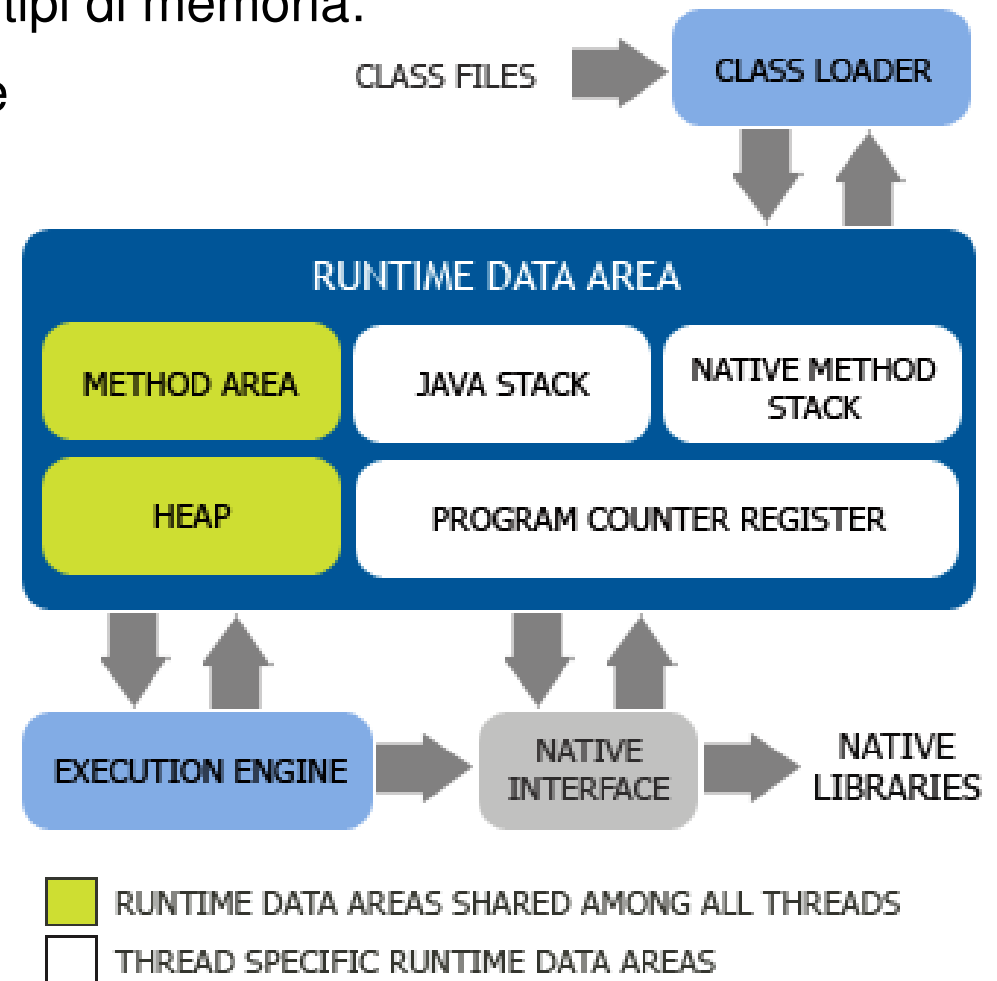 tipi di memoria.
e
CLASS FILES
CLASS LOADER
RUNTIME DATA AREA
METHOD AREA
JAVA STACK
NATIVE METHOD
STACK
HEAP
PROGRAM COUNTER REGISTER
EXECUTION ENGINE
NATIVE
INTERFACE
NATIVE
LIBRARIES
RUNTIME DATA AREAS SHARED AMONG ALL THREADS
THREAD SPECIFIC RUNTIME DATA AREAS